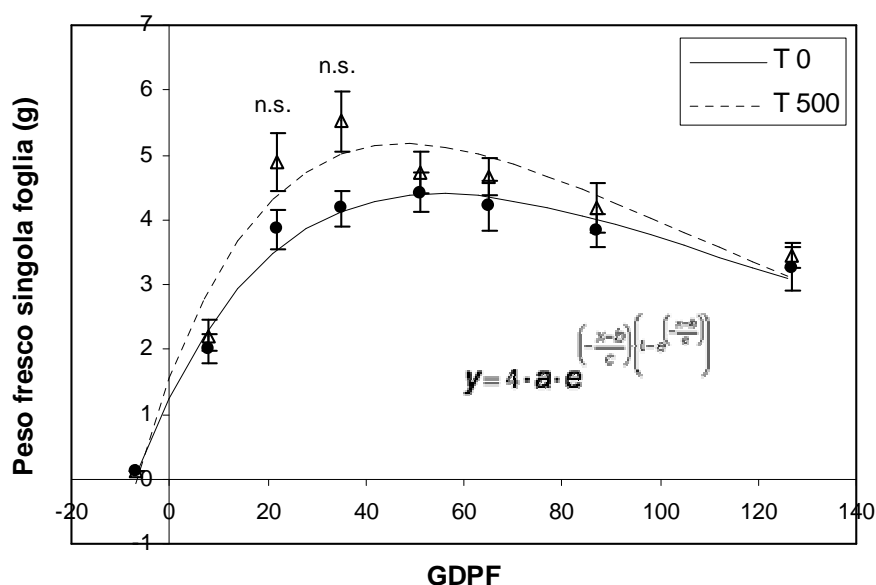 7
6
5
4
3
2
1
0
-1
Peso fresco singola foglia (g)
n.s.
n.s.
T 0
T 500
y=4·a·e^(-(x-b)/c)(1-e^(-(x-b)/e))
-20 0 20 40 60 80 100 120 140
GDPF